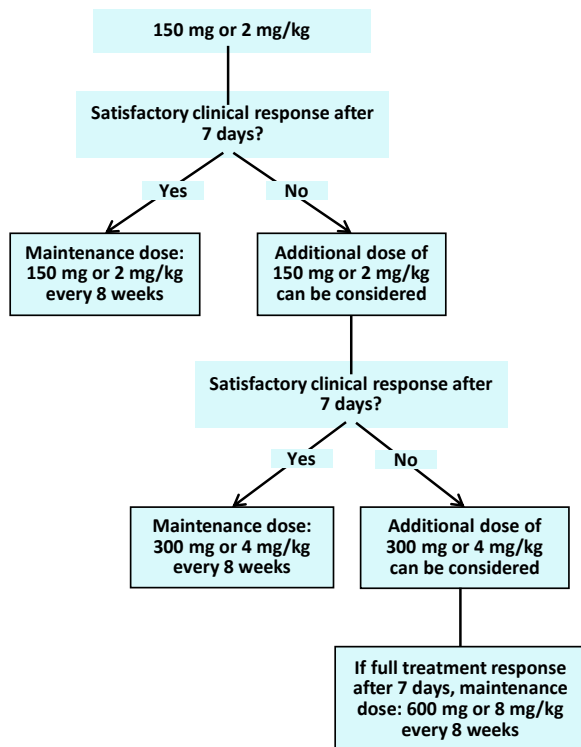 150 mg or 2 mg/kg
Satisfactory clinical response after
7 days?
Yes
No
Maintenance dose:
150 mg or 2 mg/kg
every 8 weeks
Additional dose of
150 mg or 2 mg/kg
can be considered
Satisfactory clinical response after
7 days?
Yes
No
Maintenance dose:
300 mg or 4 mg/kg
every 8 weeks
Additional dose of
300 mg or 4 mg/kg
can be considered
If full treatment response
after 7 days, maintenance
dose: 600 mg or 8 mg/kg
every 8 weeks